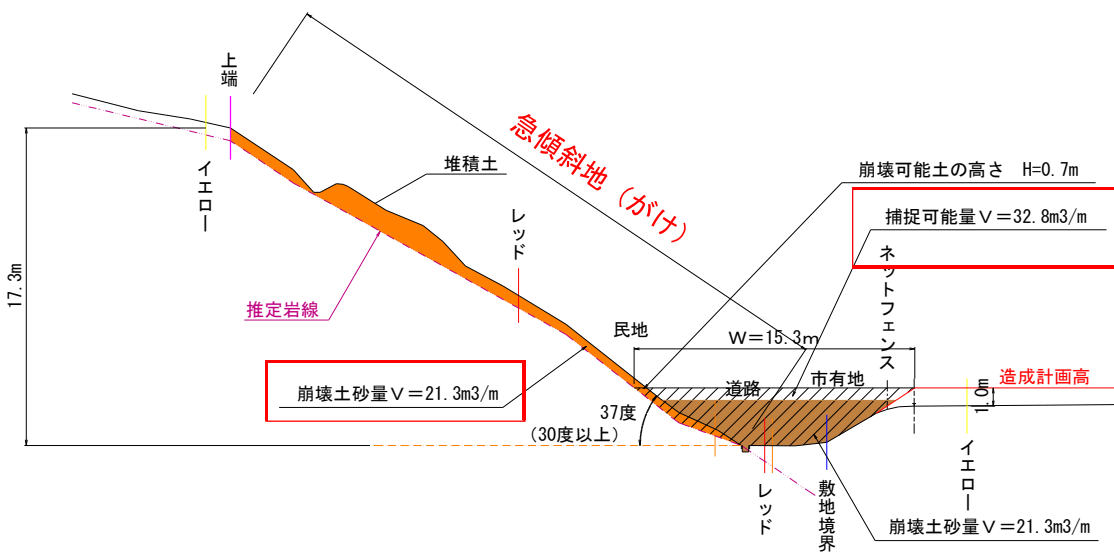 上端
イエロー
堆積土
急傾斜地（がけ）
レッド
推定岩線
17.3m
崩壊土砂量Ｖ＝21.3m3/m
崩壊可能土の高さ　H=0.7m
捕捉可能量Ｖ＝32.8m3/m
ネットフェンス
民地
Ｗ＝15.3ｍ
道路
市有地
造成計画高
1.0m
37度
（30度以上）
レッド
敷地境界
イエロー
崩壊土砂量Ｖ＝21.3m3/m